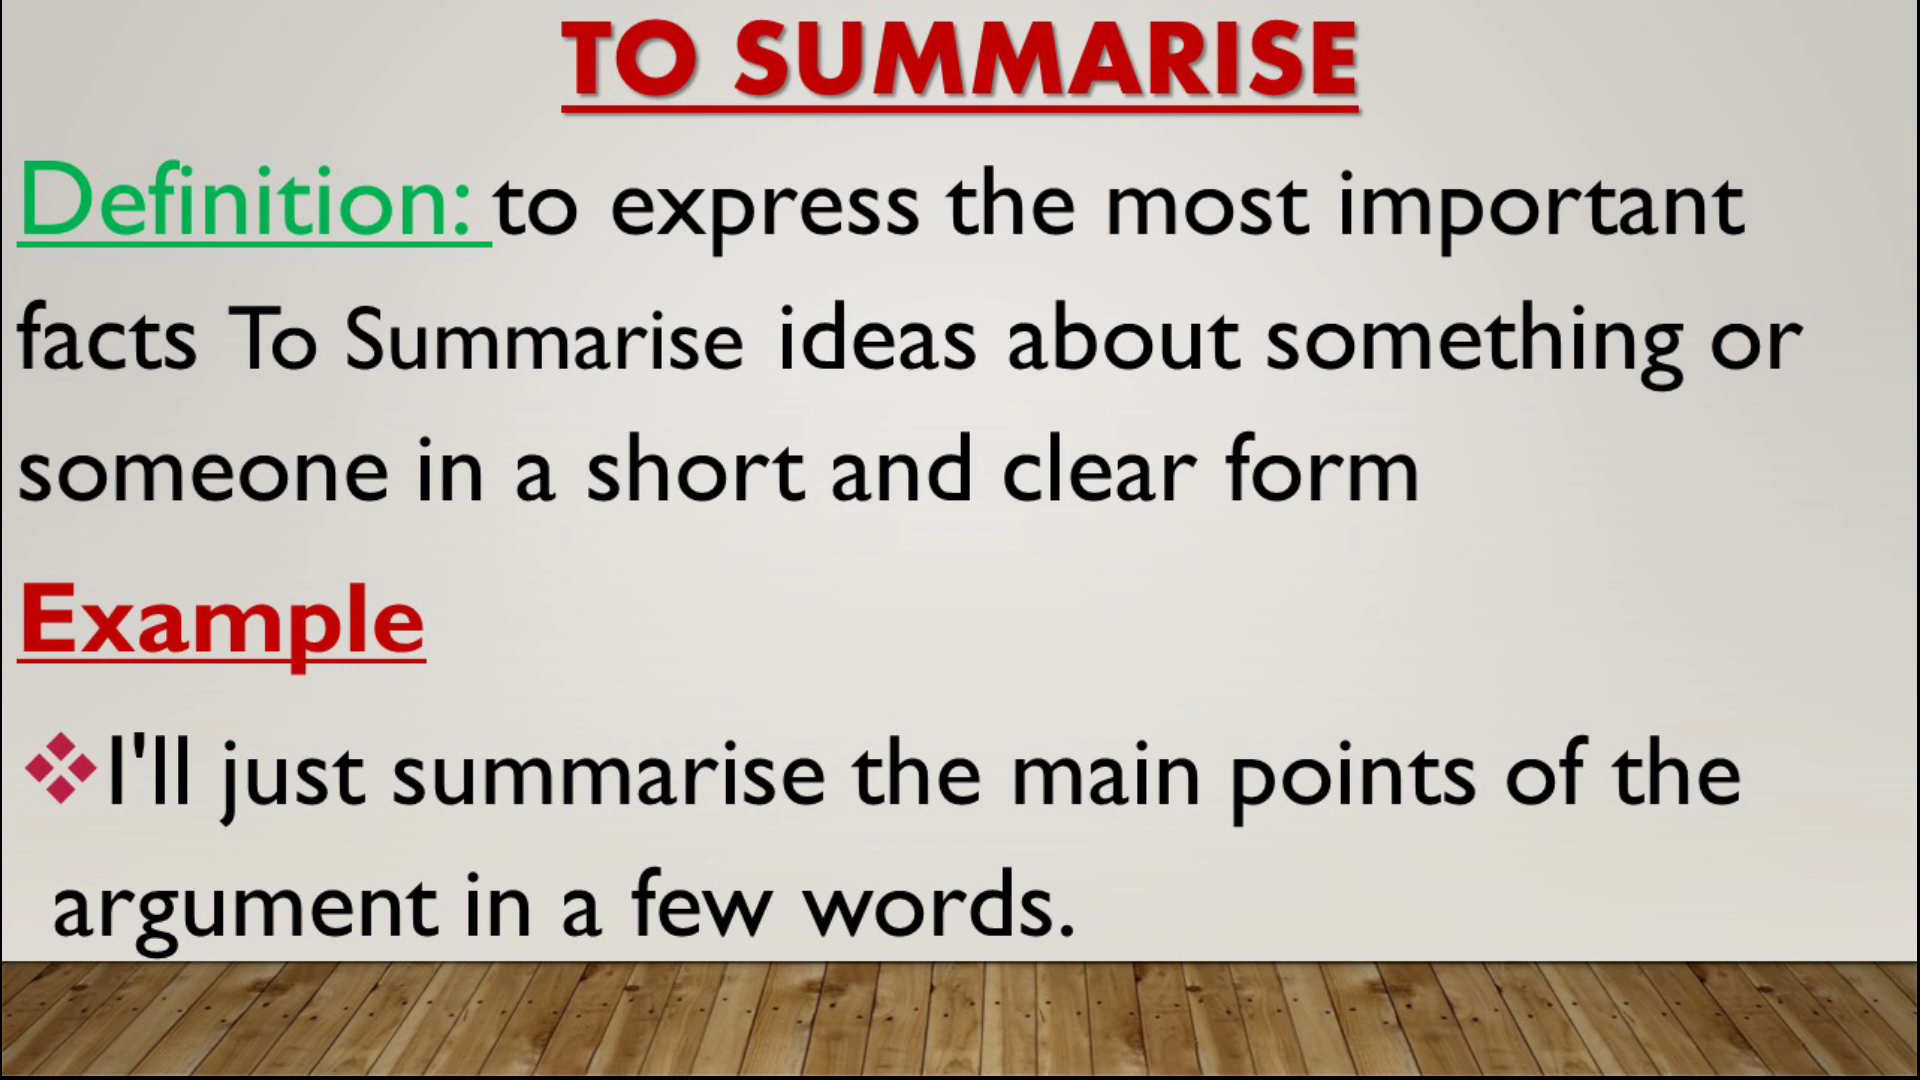 TO SUMMARISE
Definition: to express the most important
facts To Summarise ideas about something or
someone in a short and clear form
Example
❖I'll just summarise the main points of the
argument in a few words.